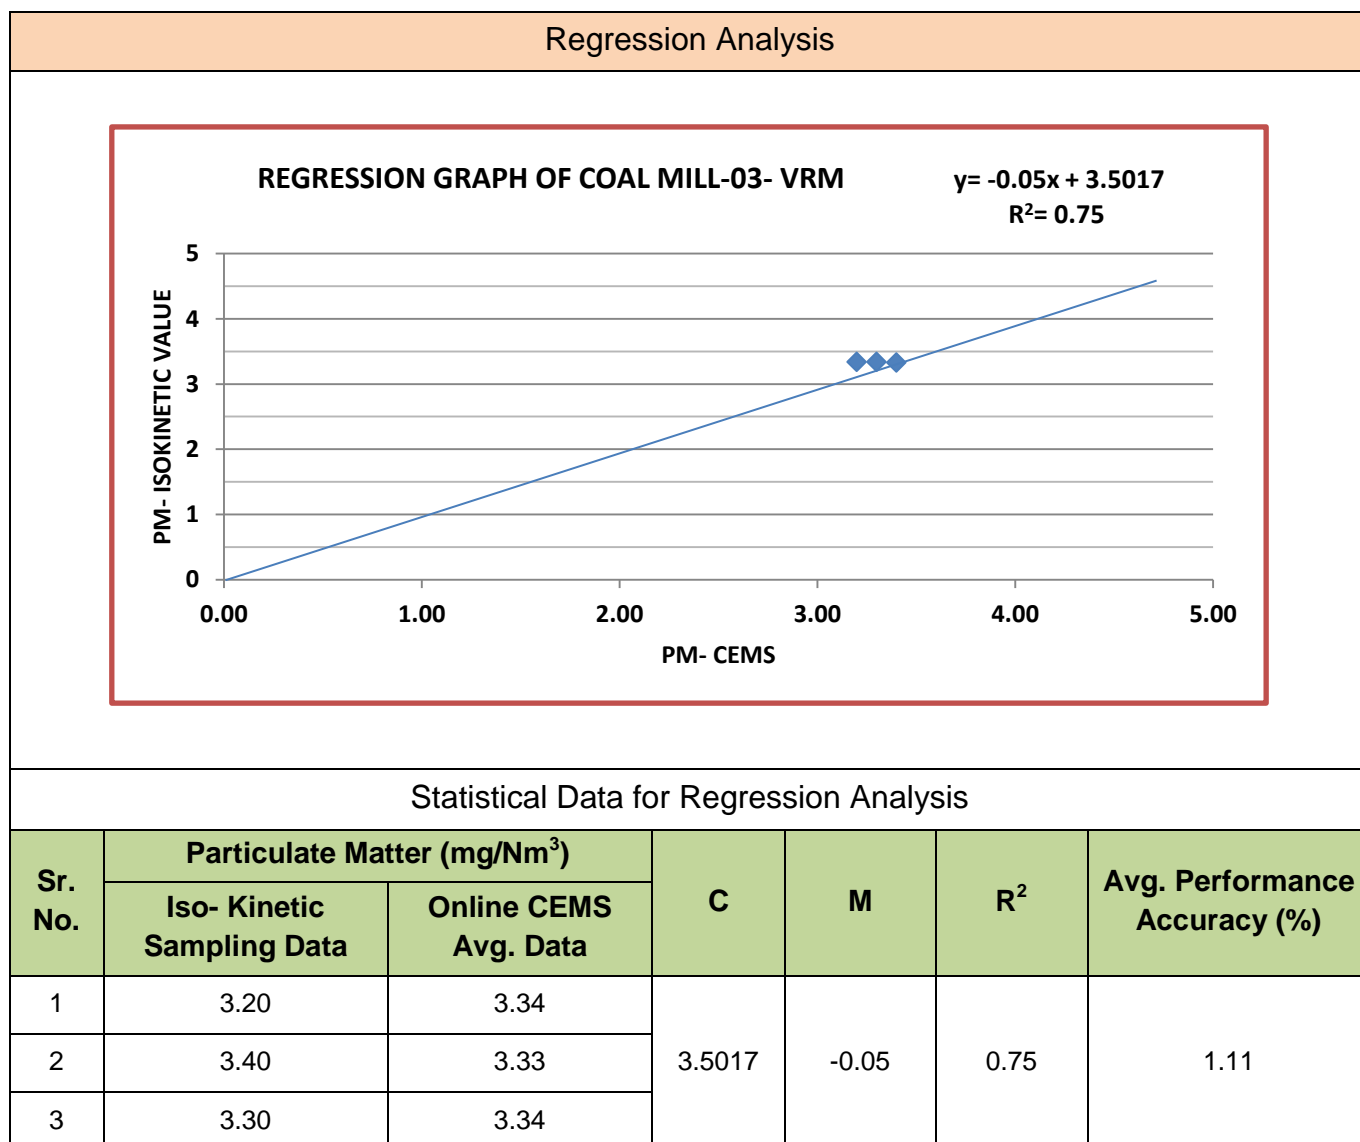 Regression Analysis
REGRESSION GRAPH OF COAL MILL-03- VRM
y= -0.05x + 3.5017
R²= 0.75
PM- ISOKINETIC VALUE
5
4
3
2
1
0
0.00 1.00 2.00 3.00 4.00 5.00
PM- CEMS
Statistical Data for Regression Analysis
Sr. No.
Particulate Matter (mg/Nm³)
Iso- Kinetic
Sampling Data
Online CEMS
Avg. Data
C
M
R²
Avg. Performance
Accuracy (%)
1 3.20 3.34
2 3.40 3.33 3.5017 -0.05 0.75 1.11
3 3.30 3.34